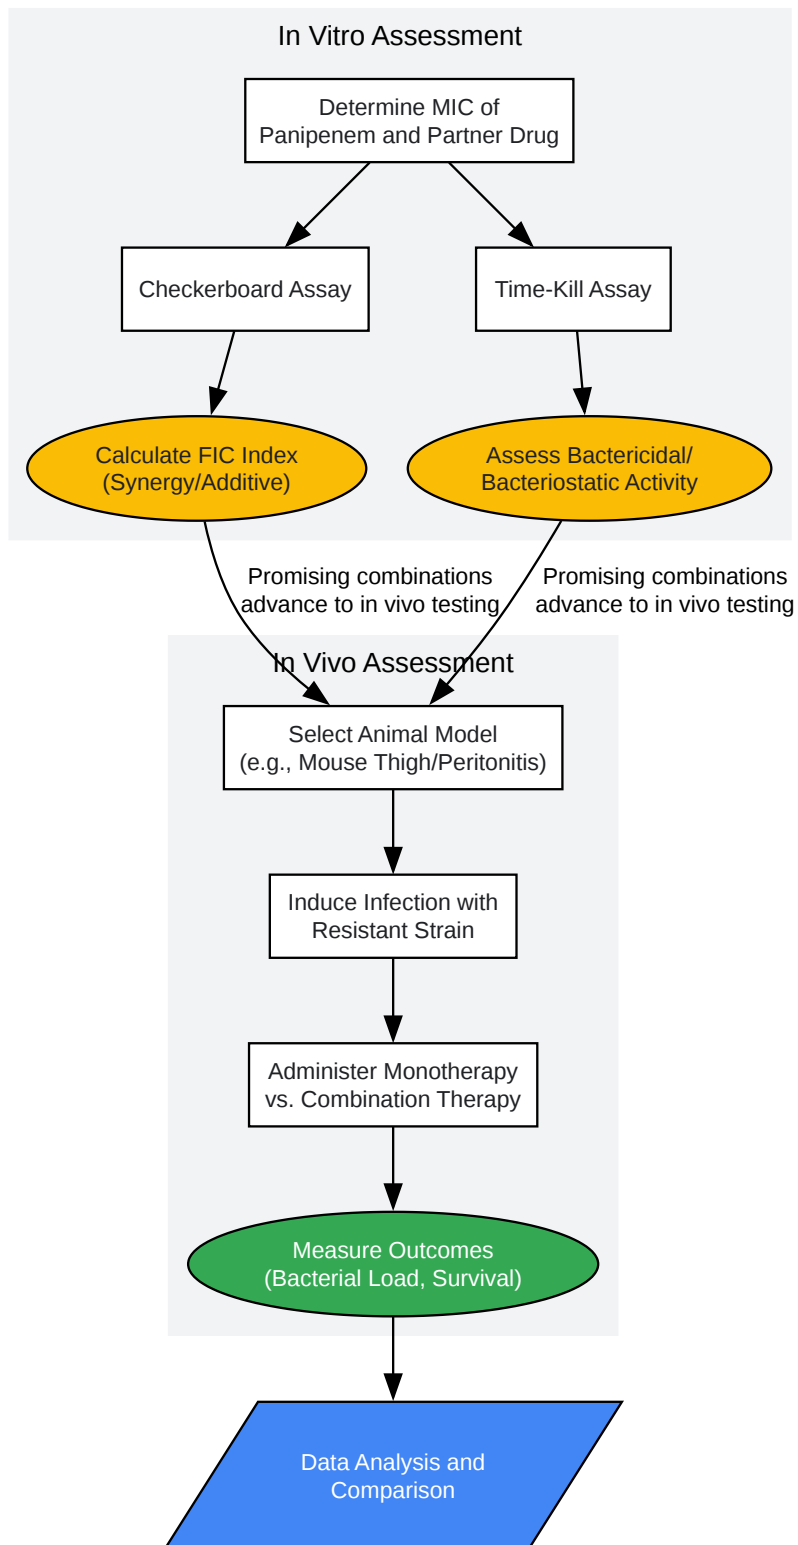 In Vitro Assessment
Determine MIC of
Panipenem and Partner Drug
Checkerboard Assay
Time-Kill Assay
Calculate FIC Index
(Synergy/Additive)
Assess Bactericidal/
Bacteriostatic Activity
Promising combinations
advance to in vivo testing
Promising combinations
advance to in vivo testing
In Vivo Assessment
Select Animal Model
(e.g., Mouse Thigh/Peritonitis)
Induce Infection with
Resistant Strain
Administer Monotherapy
vs. Combination Therapy
Measure Outcomes
(Bacterial Load, Survival)
Data Analysis and
Comparison